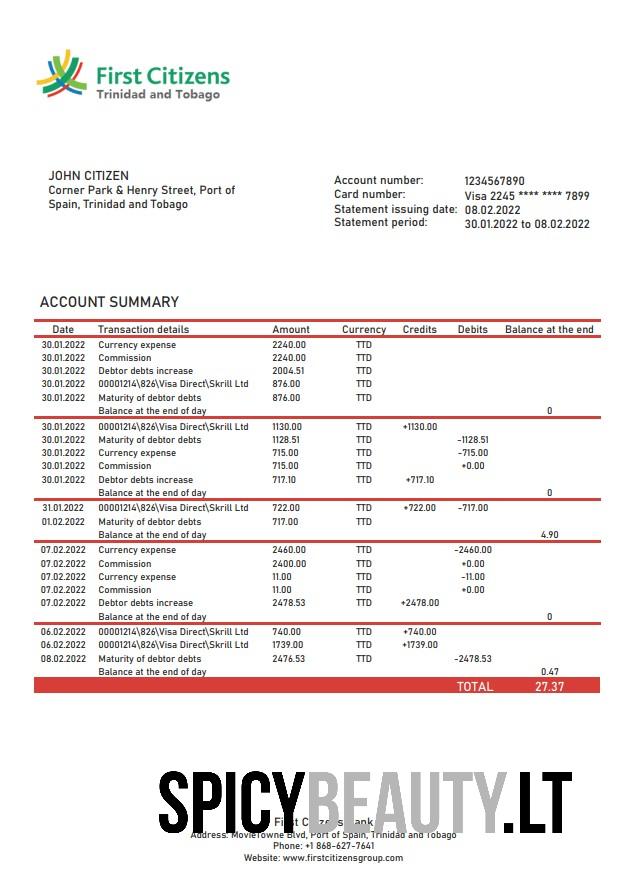 First Citizens
Trinidad and Tobago
JOHN CITIZEN
Corner Park & Henry Street, Port of
Spain, Trinidad and Tobago
Account number: 1234567890
Card number: Visa 2245 **** **** 7899
Statement issuing date: 08.02.2022
Statement period: 30.01.2022 to 08.02.2022
ACCOUNT SUMMARY
Date Transaction details Amount Currency Credits Debits Balance at the end
30.01.2022 Currency expense 2240.00 TTD
30.01.2022 Commission 2240.00 TTD
30.01.2022 Debtor debts increase 2004.51 TTD
30.01.2022 00001214\826\Visa Direct\Skrill Ltd 876.00 TTD
30.01.2022 Maturity of debtor debts 876.00 TTD
Balance at the end of day 0
30.01.2022 00001214\826\Visa Direct\Skrill Ltd 1130.00 TTD +1130.00
30.01.2022 Maturity of debtor debts 1128.51 TTD -1128.51
30.01.2022 Currency expense 715.00 TTD -715.00
30.01.2022 Commission 715.00 TTD +0.00
30.01.2022 Debtor debts increase 717.10 TTD +717.10
Balance at the end of day 0
31.01.2022 00001214\826\Visa Direct\Skrill Ltd 722.00 TTD +722.00 -717.00
01.02.2022 Maturity of debtor debts 717.00 TTD
Balance at the end of day 4.90
07.02.2022 Currency expense 2460.00 TTD -2460.00
07.02.2022 Commission 2400.00 TTD +0.00
07.02.2022 Currency expense 11.00 TTD -11.00
07.02.2022 Commission 11.00 TTD +0.00
07.02.2022 Debtor debts increase 2478.53 TTD +2478.00
Balance at the end of day 0
06.02.2022 00001214\826\Visa Direct\Skrill Ltd 740.00 TTD +740.00
06.02.2022 00001214\826\Visa Direct\Skrill Ltd 1739.00 TTD +1739.00
08.02.2022 Maturity of debtor debts 2476.53 TTD -2478.53
Balance at the end of day 0.47
TOTAL 27.37
SPICYBEAUTY.LT
First Citizens Bank
Address: MovieTowne Blvd, Port of Spain, Trinidad and Tobago
Phone: +1 868-627-7641
Website: www.firstcitizensgroup.com